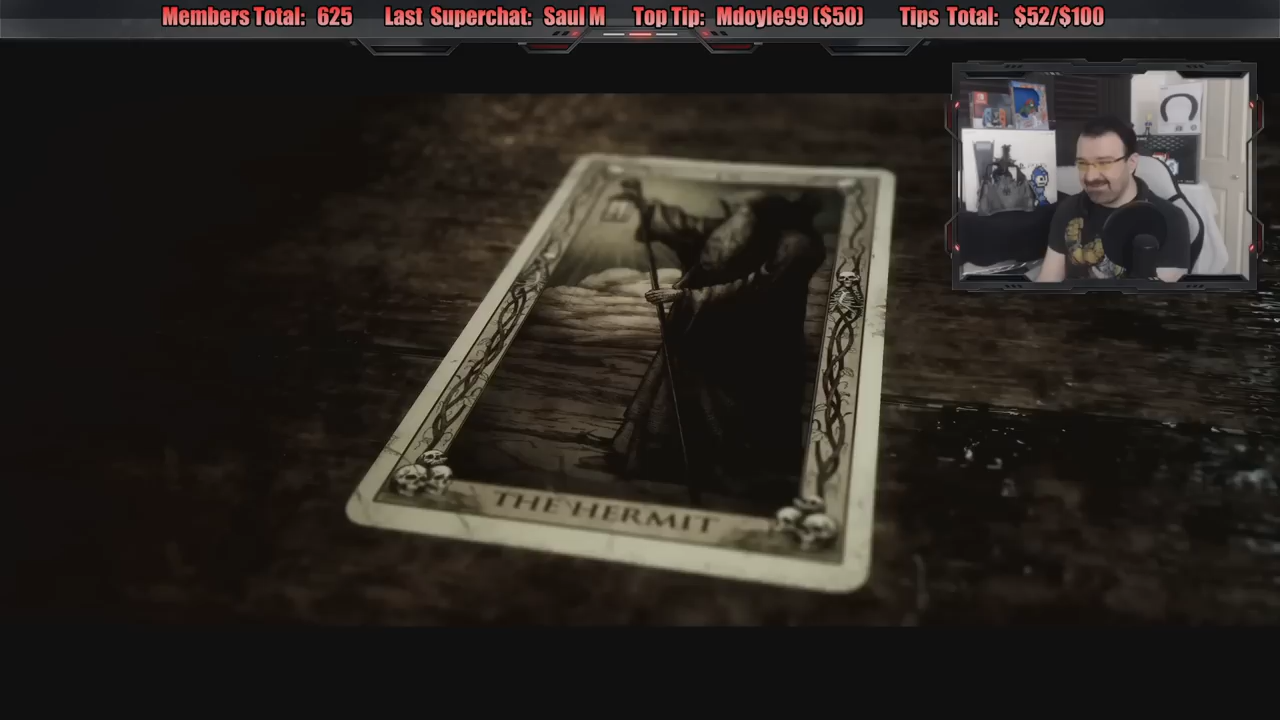 Members Total: 625 Last Superchat: Saul M Top Tip: Mdoyle99 ($50) Tips Total: $52/$100
THE HERMIT